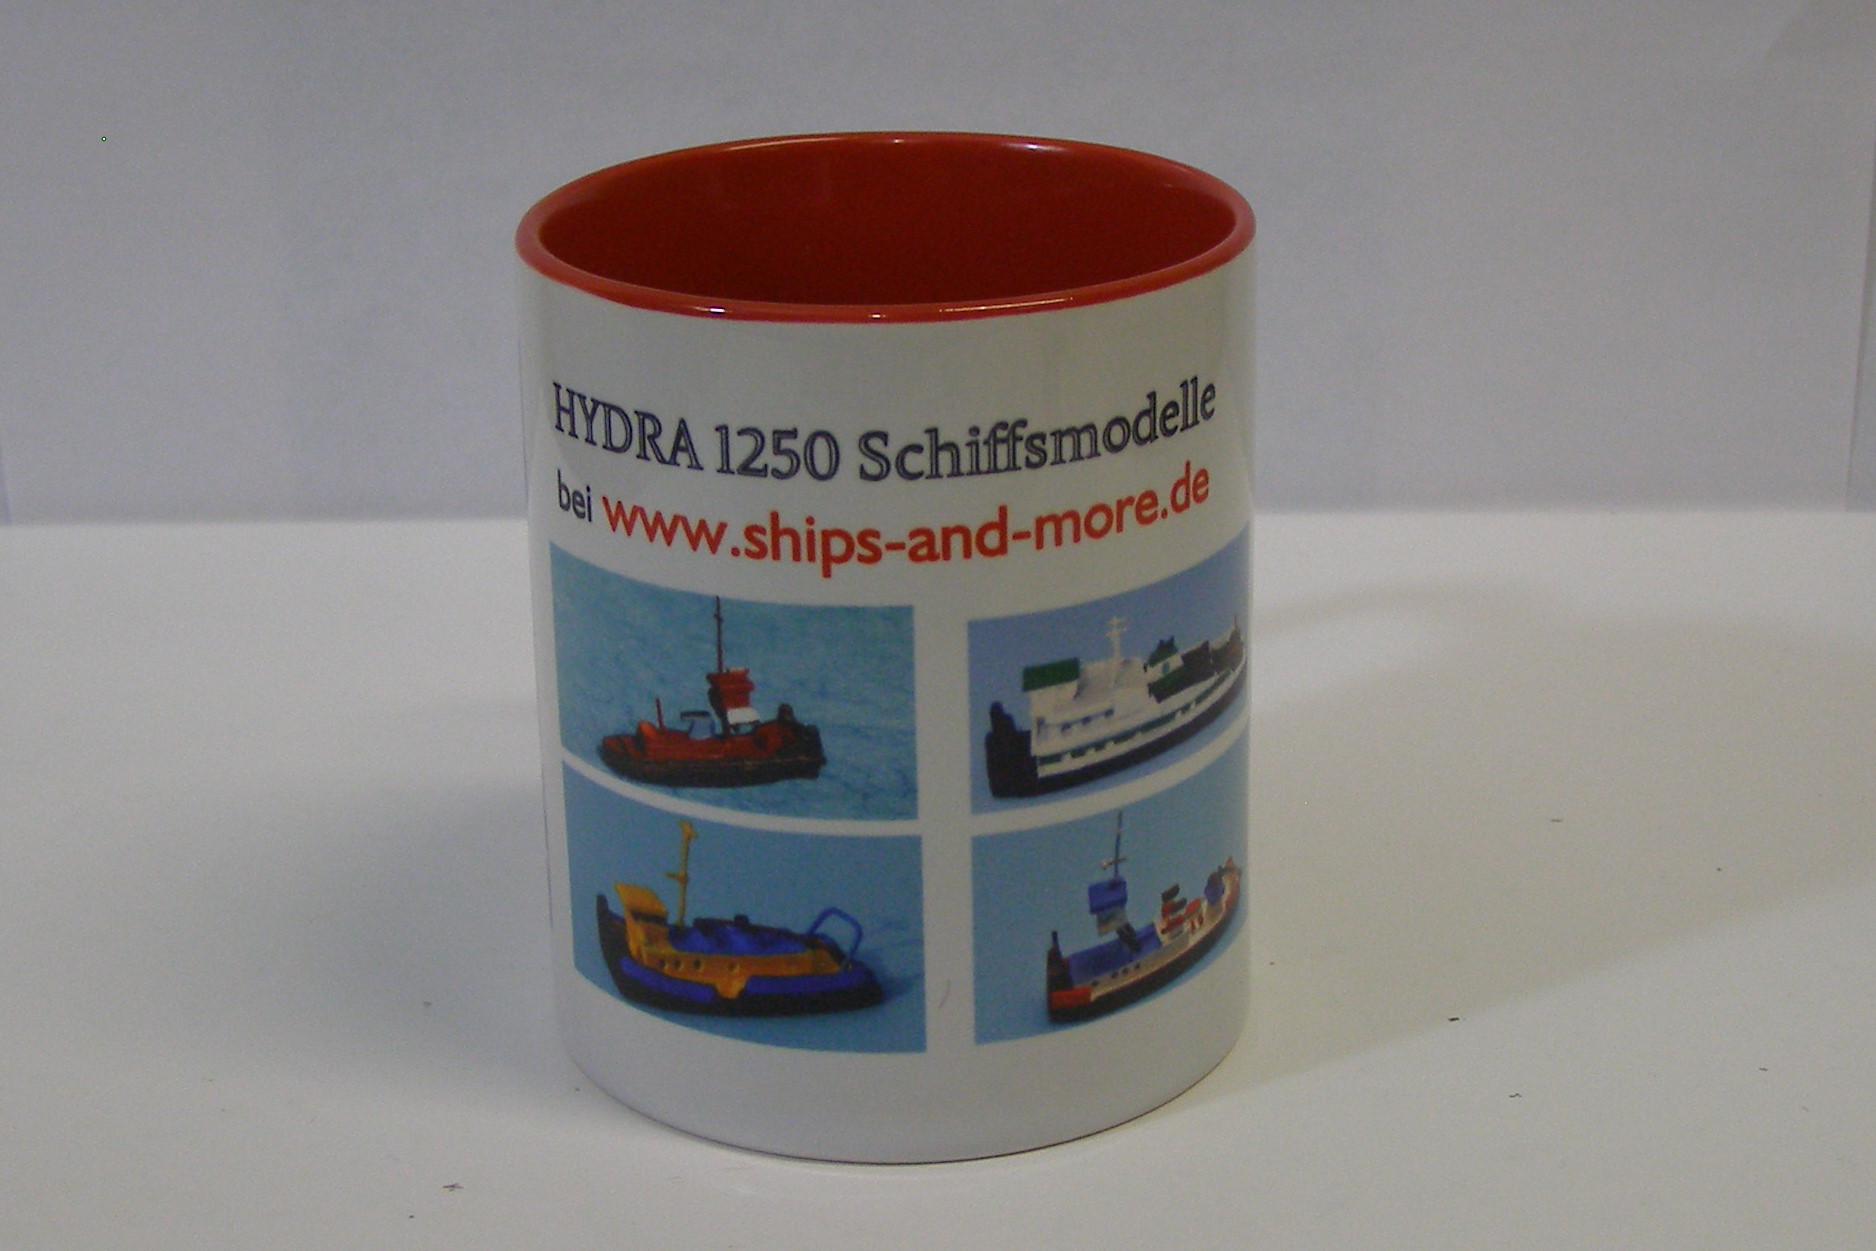 HYDRA 1250 Schiffsmodelle
bei www.ships-and-more.de